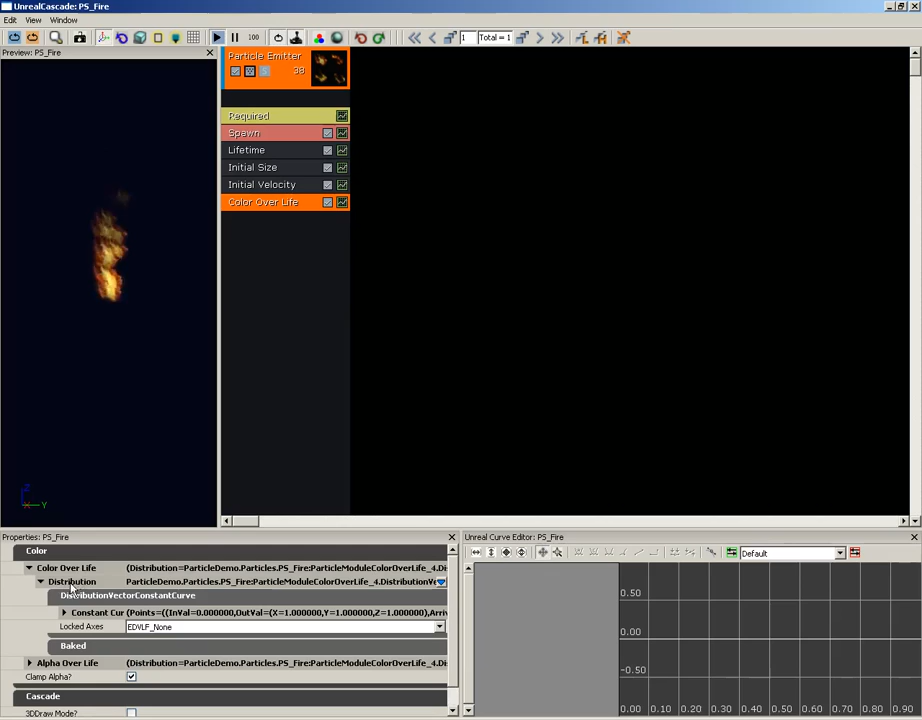 UnrealCascade: PS_Fire
Edit View Window
100 1 Total = 1
Preview: PS_Fire
Particle Emitter
38
Required
Spawn
Lifetime
Initial Size
Initial Velocity
Color Over Life
Z
Y
Properties: PS_Fire
Color
Color Over Life (Distribution=ParticleDemo.Particles.PS_Fire:ParticleModuleColorOverLife_4.Di
Distribution ParticleDemo.Particles.PS_Fire:ParticleModuleColorOverLife_4.DistributionVe
DistributionVectorConstantCurve
Constant Cur (Points=((InVal=0.000000,OutVal=(X=1.000000,Y=1.000000,Z=1.000000),Arriv
Locked Axes EDVLF_None
Baked
Alpha Over Life (Distribution=ParticleDemo.Particles.PS_Fire:ParticleModuleColorOverLife_4.Di
Clamp Alpha?
Cascade
3DDraw Mode?
Unreal Curve Editor: PS_Fire
Default
0.50
0.00
-0.50
0.00 0.10 0.20 0.30 0.40 0.50 0.60 0.70 0.80 0.90